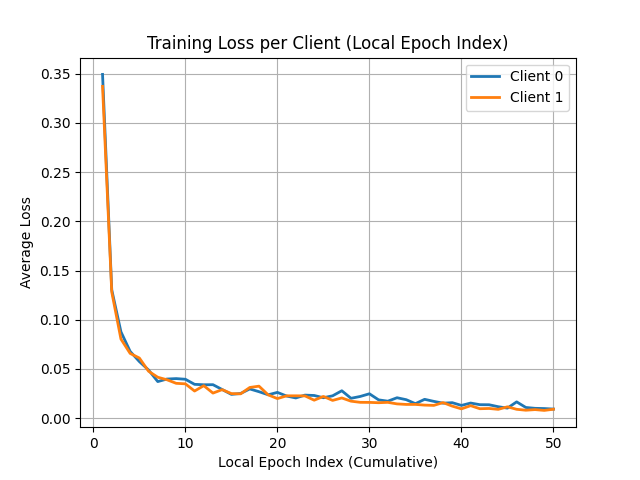 Training Loss per Client (Local Epoch Index)
Client 0
Client 1
Average Loss
0.35
0.30
0.25
0.20
0.15
0.10
0.05
0.00
0 10 20 30 40 50
Local Epoch Index (Cumulative)